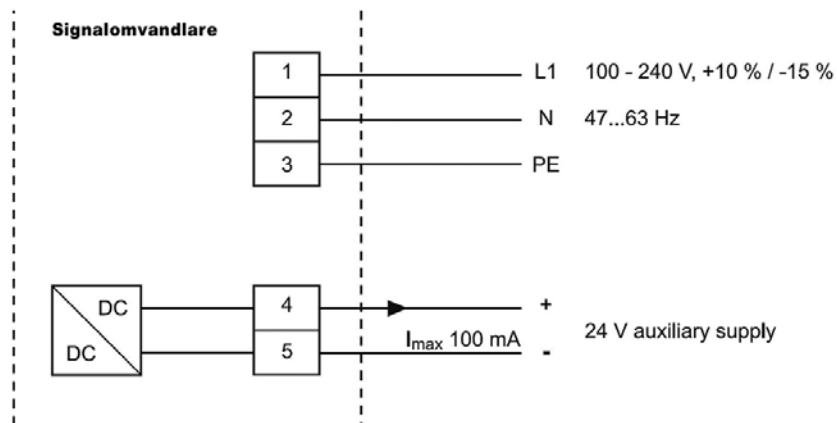 Signalomvandlare
1 L1 100 - 240 V, +10 % / -15 %
2 N 47...63 Hz
3 PE
DC 4 +
24 V auxiliary supply
DC 5 Imax 100 mA -